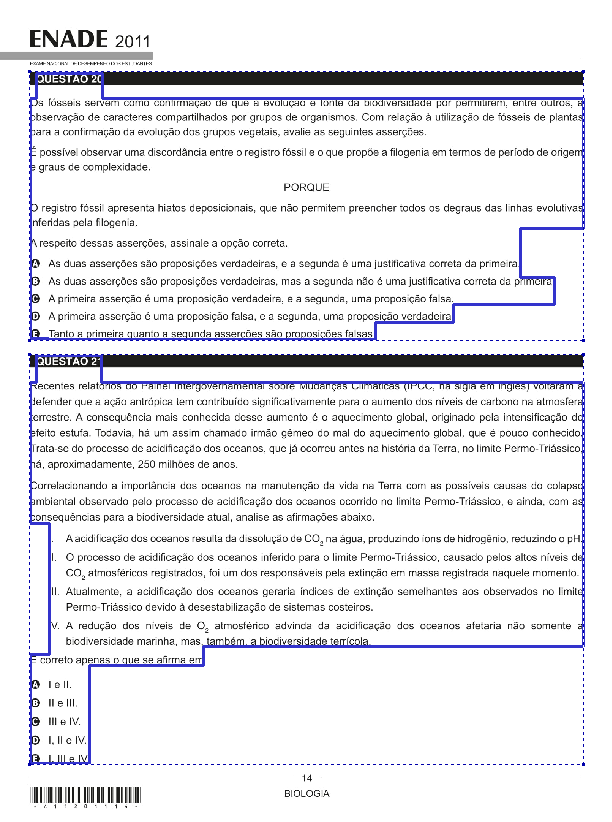 ENADE 2011
EXAME NACIONAL DE DESEMPENHO DOS ESTUDANTES
QUESTÃO 20
Os fósseis servem como confirmação de que a evolução é fonte da biodiversidade por permitirem, entre outros, a
observação de caracteres compartilhados por grupos de organismos. Com relação à utilização de fósseis de plantas
para a confirmação da evolução dos grupos vegetais, avalie as seguintes asserções.
É possível observar uma discordância entre o registro fóssil e o que propõe a filogenia em termos de período de origem
e graus de complexidade.
PORQUE
O registro fóssil apresenta hiatos deposicionais, que não permitem preencher todos os degraus das linhas evolutivas
inferidas pela filogenia.
A respeito dessas asserções, assinale a opção correta.
A As duas asserções são proposições verdadeiras, e a segunda é uma justificativa correta da primeira.
B As duas asserções são proposições verdadeiras, mas a segunda não é uma justificativa correta da primeira.
C A primeira asserção é uma proposição verdadeira, e a segunda, uma proposição falsa.
D A primeira asserção é uma proposição falsa, e a segunda, uma proposição verdadeira.
E Tanto a primeira quanto a segunda asserções são proposições falsas.
QUESTÃO 21
Recentes relatórios do Painel Intergovernamental sobre Mudanças Climáticas (IPCC, na sigla em inglês) voltaram a
defender que a ação antrópica tem contribuído significativamente para o aumento dos níveis de carbono na atmosfera
terrestre. A consequência mais conhecida desse aumento é o aquecimento global, originado pela intensificação do
efeito estufa. Todavia, há um assim chamado irmão gêmeo do mal do aquecimento global, que é pouco conhecido.
Trata-se do processo de acidificação dos oceanos, que já ocorreu antes na história da Terra, no limite Permo-Triássico,
há, aproximadamente, 250 milhões de anos.
Correlacionando a importância dos oceanos na manutenção da vida na Terra com as possíveis causas do colapso
ambiental observado pelo processo de acidificação dos oceanos ocorrido no limite Permo-Triássico, e ainda, com as
consequências para a biodiversidade atual, analise as afirmações abaixo.
I. A acidificação dos oceanos resulta da dissolução de CO2 na água, produzindo íons de hidrogênio, reduzindo o pH.
II. O processo de acidificação dos oceanos inferido para o limite Permo-Triássico, causado pelos altos níveis de
CO2 atmosféricos registrados, foi um dos responsáveis pela extinção em massa registrada naquele momento.
III. Atualmente, a acidificação dos oceanos geraria índices de extinção semelhantes aos observados no limite
Permo-Triássico devido à desestabilização de sistemas costeiros.
IV. A redução dos níveis de O2 atmosférico advinda da acidificação dos oceanos afetaria não somente a
biodiversidade marinha, mas, também, a biodiversidade terrícola.
É correto apenas o que se afirma em
A I e II.
B II e III.
C III e IV.
D I, II e IV.
E I, III e IV.
14
BIOLOGIA